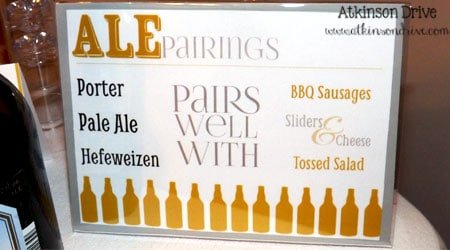 Atkinson Drive
www.atkinsondrive.com
ALE PAIRINGS
Porter
Pale Ale
Hefeweizen
PAIRS
WELL
WITH
BBQ Sausages
Sliders
& Cheese
Tossed Salad